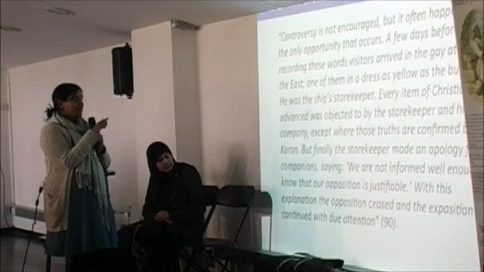 "Controversy is not encouraged, but it often happ
the only opportunity that occurs. A few days befor
recording these words visitors arrived in the gay at
the East; one of them in a dress as yellow as the bu
He was the ship's storekeeper. Every item of Christi
advanced was objected to by the storekeeper and h
company, except where those truths are confirmed b
Koran. But finally the storekeeper made an apology f
companions, saying: 'We are not informed well enou
know that our opposition is justifiable.' With this
explanation the opposition ceased and the exposition
continued with due attention" (90).